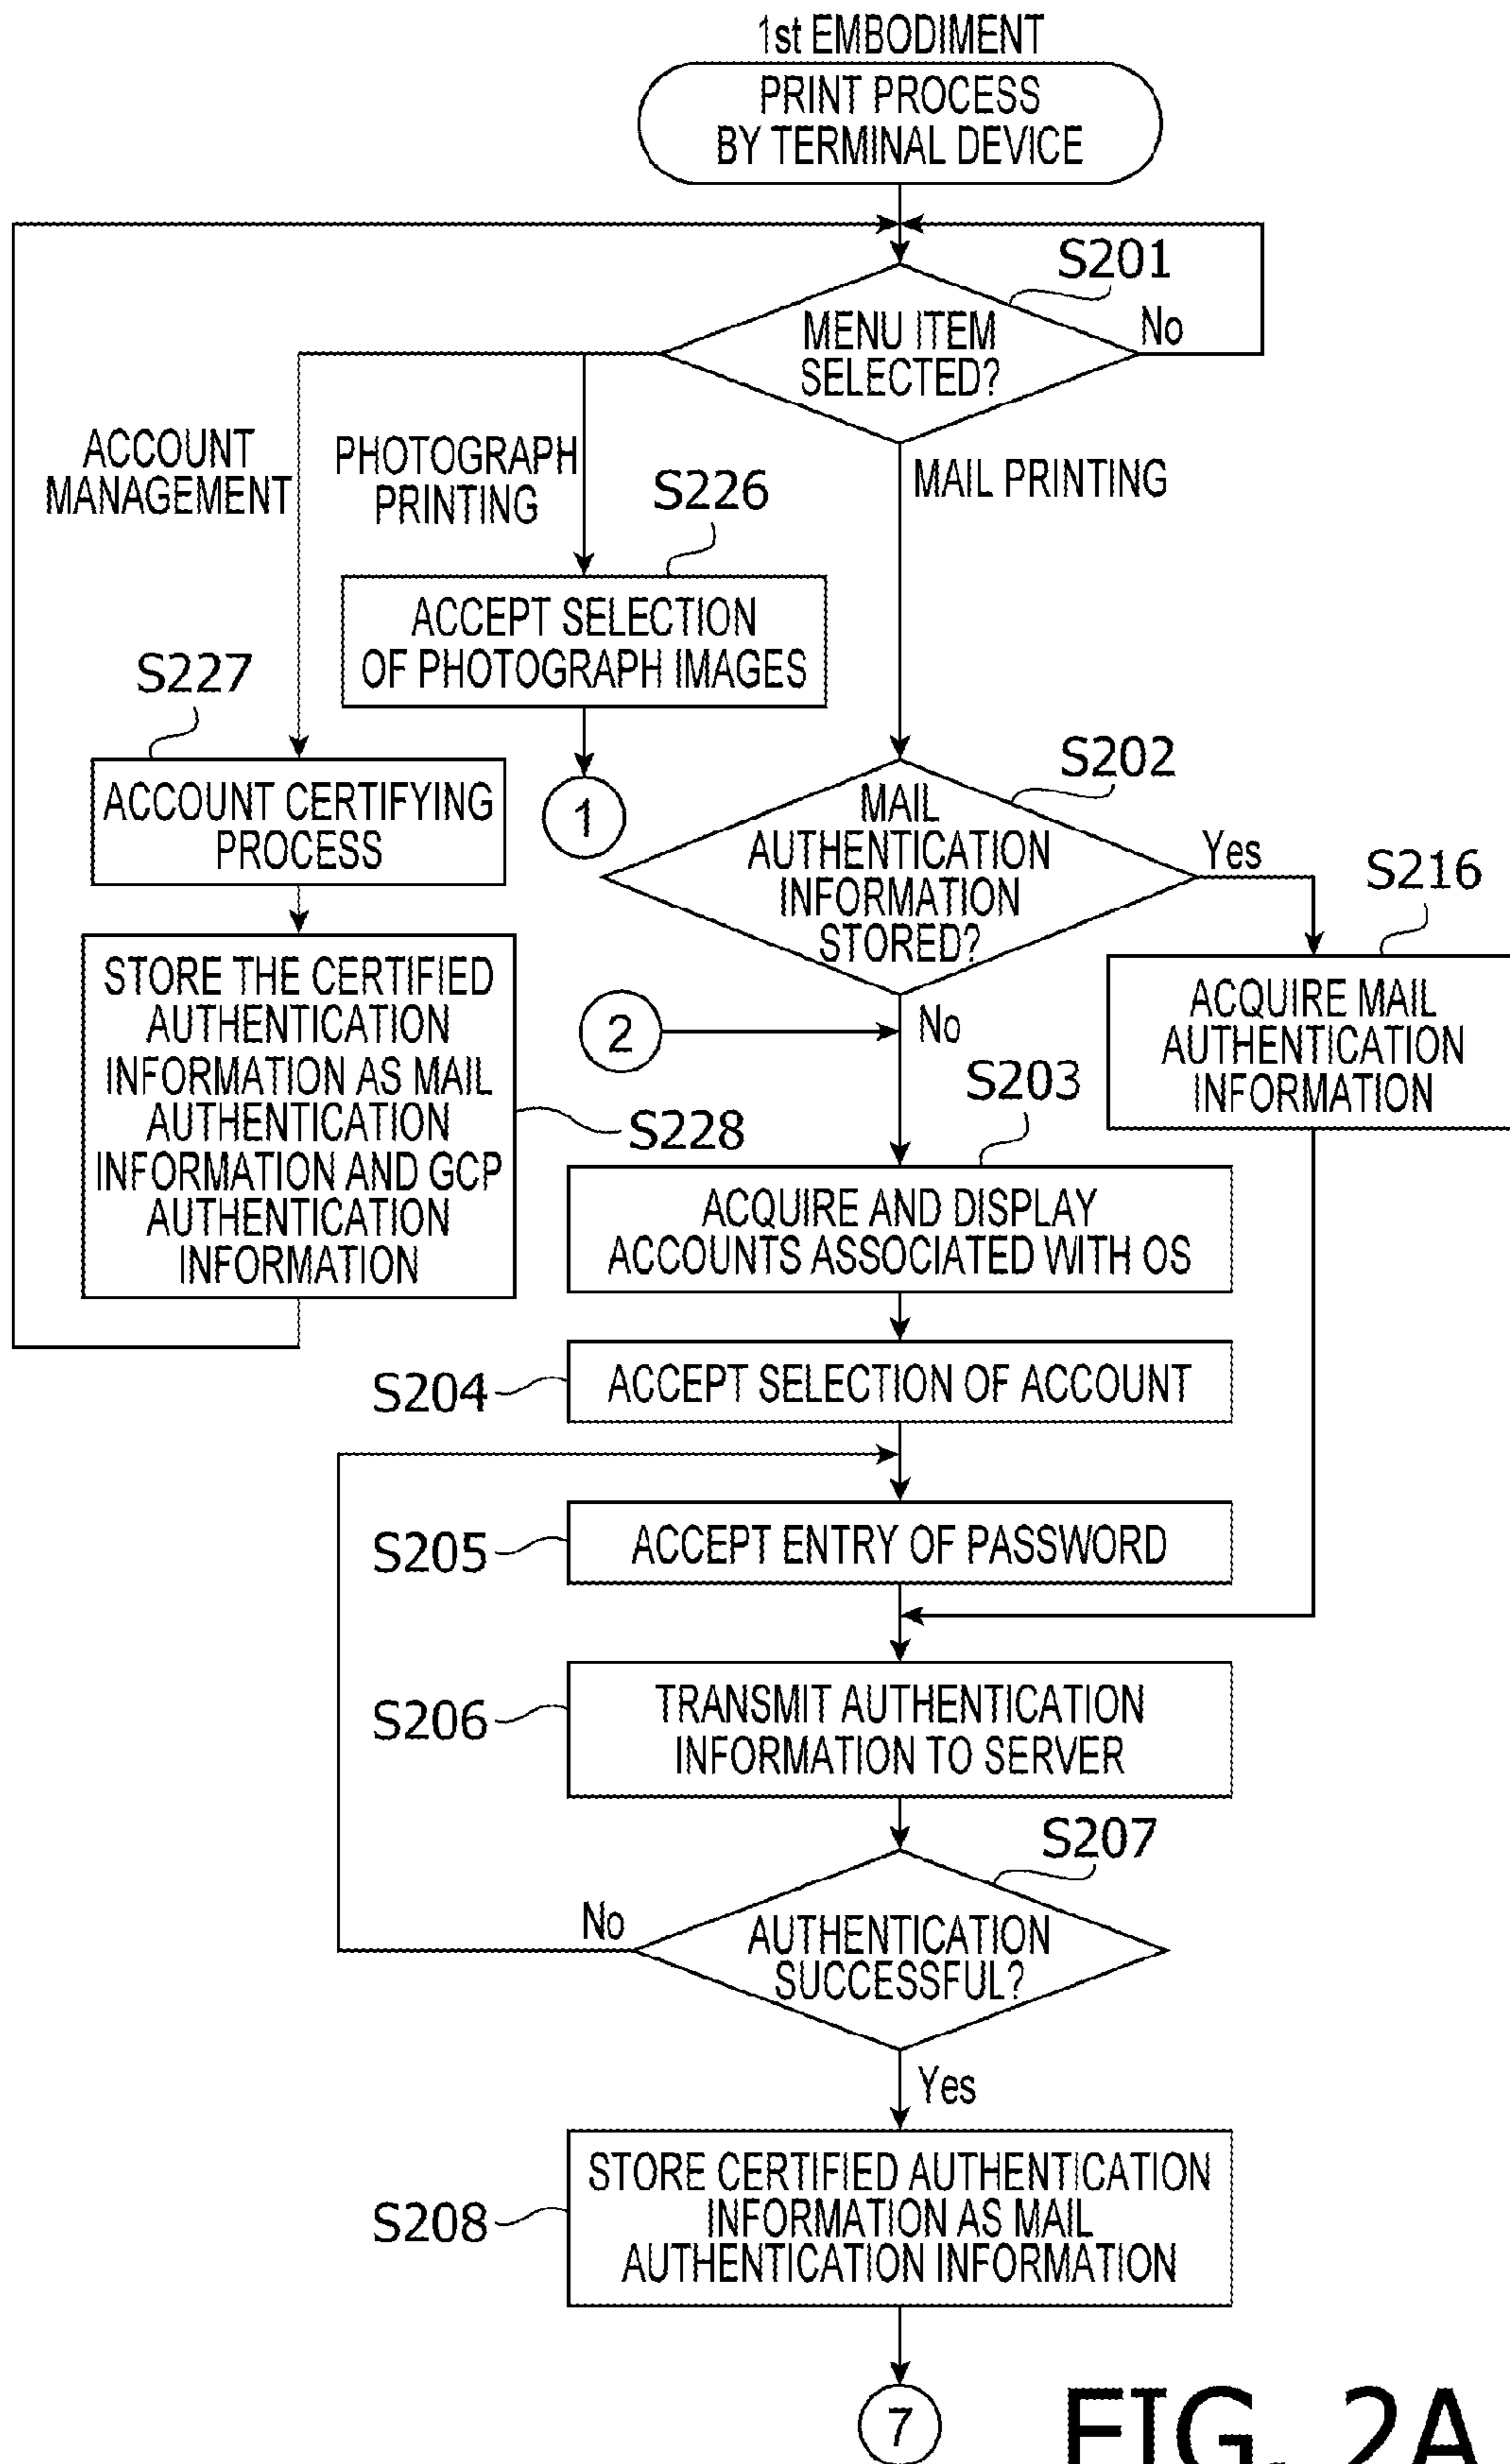 1st EMBODIMENT
PRINT PROCESS
BY TERMINAL DEVICE
S201
MENU ITEM
SELECTED?
No
ACCOUNT
MANAGEMENT
PHOTOGRAPH
PRINTING
MAIL PRINTING
S226
ACCEPT SELECTION
OF PHOTOGRAPH IMAGES
1
S227
ACCOUNT CERTIFYING
PROCESS
S202
MAIL
AUTHENTICATION
INFORMATION
STORED?
Yes
No
S216
ACQUIRE MAIL
AUTHENTICATION
INFORMATION
STORE THE CERTIFIED
AUTHENTICATION
INFORMATION AS MAIL
AUTHENTICATION
INFORMATION AND GCP
AUTHENTICATION
INFORMATION
S228
2
S203
ACQUIRE AND DISPLAY
ACCOUNTS ASSOCIATED WITH OS
S204
ACCEPT SELECTION OF ACCOUNT
S205
ACCEPT ENTRY OF PASSWORD
S206
TRANSMIT AUTHENTICATION
INFORMATION TO SERVER
S207
AUTHENTICATION
SUCCESSFUL?
No
Yes
S208
STORE CERTIFIED AUTHENTICATION
INFORMATION AS MAIL
AUTHENTICATION INFORMATION
7
FIG. 2A